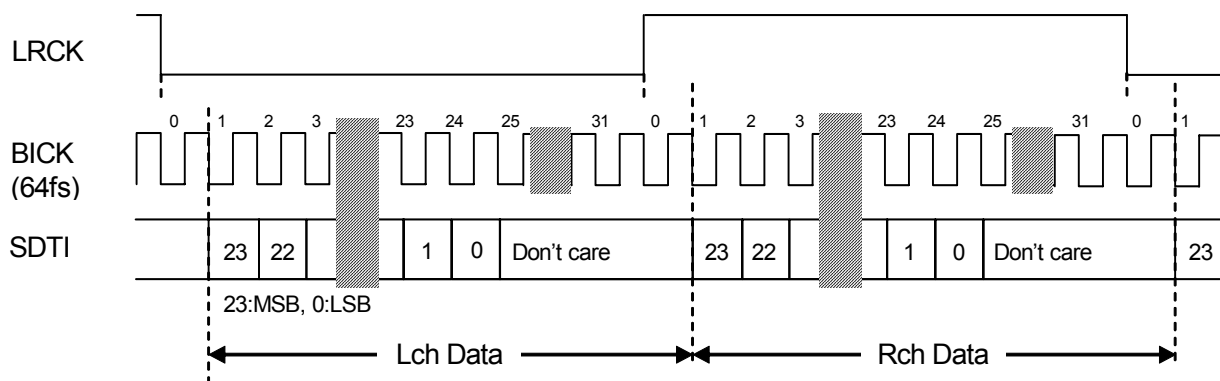 LRCK
0 1 2 3 23 24 25 31 0 1 2 3 23 24 25 31 0 1
BICK
(64fs)
SDTI 23 22 1 0 Don't care 23 22 1 0 Don't care 23
23:MSB, 0:LSB
Lch Data Rch Data